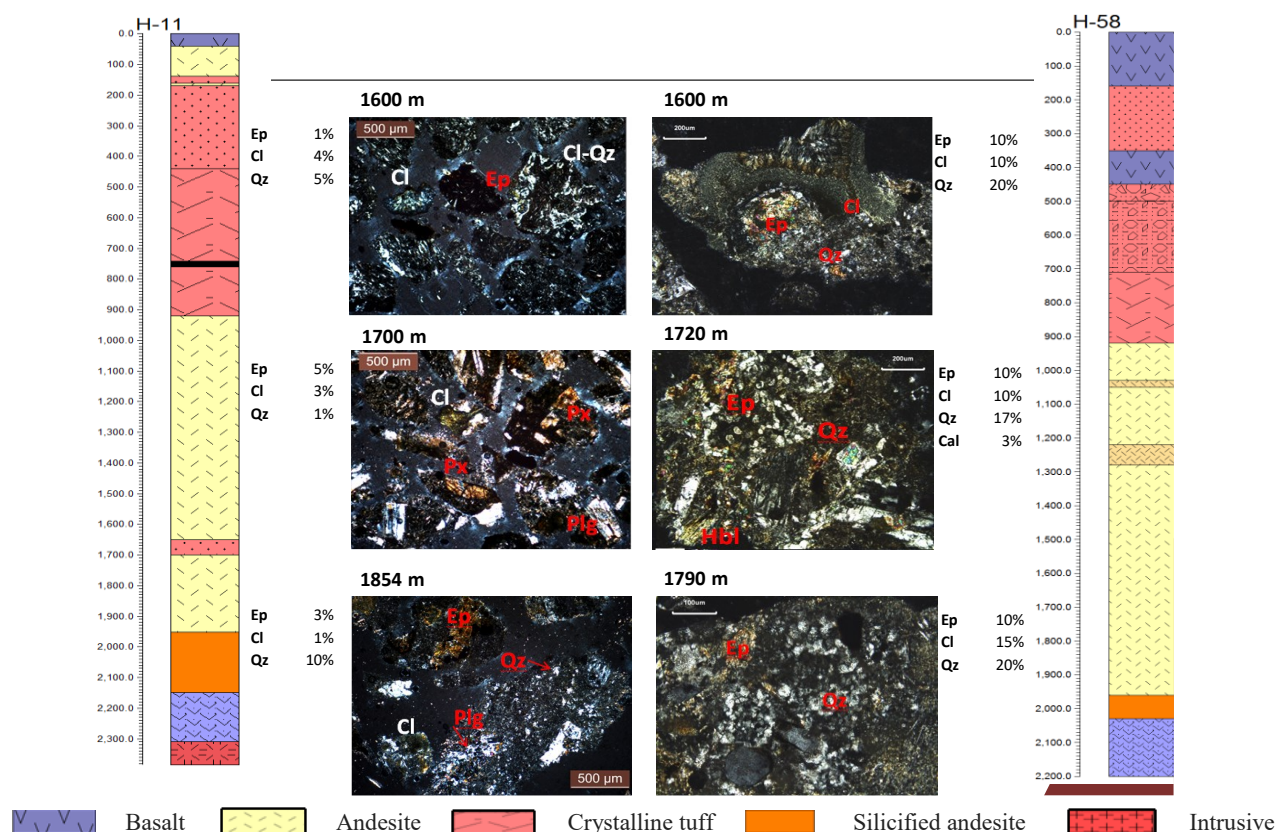 H-11
0.0
100.0
200.0
300.0
400.0
500.0
600.0
700.0
800.0
900.0
1,000.0
1,100.0
1,200.0
1,300.0
1,400.0
1,500.0
1,600.0
1,700.0
1,800.0
1,900.0
2,000.0
2,100.0
2,200.0
2,300.0
Ep 1%
Cl 4%
Qz 5%
Ep 5%
Cl 3%
Qz 1%
Ep 3%
Cl 1%
Qz 10%
1600 m
500 µm
Cl-Qz
Cl
Ep
1700 m
500 µm
Cl
Px
Px
Plg
1854 m
Ep
Qz
Plg
Cl
500 µm
1600 m
200um
Cl
Ep
Qz
1720 m
200um
Ep
Qz
Hbl
1790 m
100um
Ep
Qz
Ep 10%
Cl 10%
Qz 20%
Ep 10%
Cl 10%
Qz 17%
Cal 3%
Ep 10%
Cl 15%
Qz 20%
H-58
0.0
100.0
200.0
300.0
400.0
500.0
600.0
700.0
800.0
900.0
1,000.0
1,100.0
1,200.0
1,300.0
1,400.0
1,500.0
1,600.0
1,700.0
1,800.0
1,900.0
2,000.0
2,100.0
2,200.0
Basalt Andesite Crystalline tuff Silicified andesite Intrusive